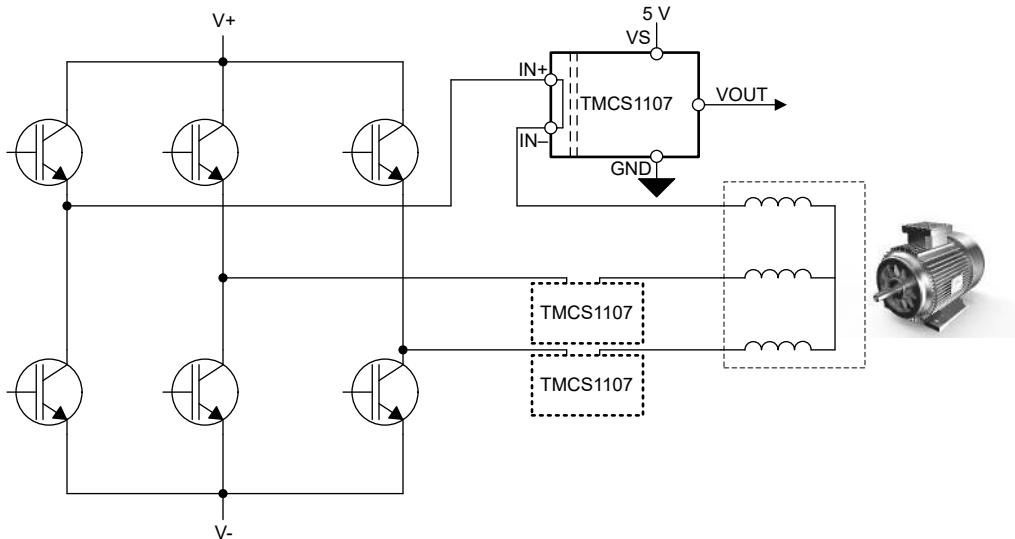 V+
5 V
VS
IN+
TMCS1107
VOUT
IN–
GND
TMCS1107
TMCS1107
V-